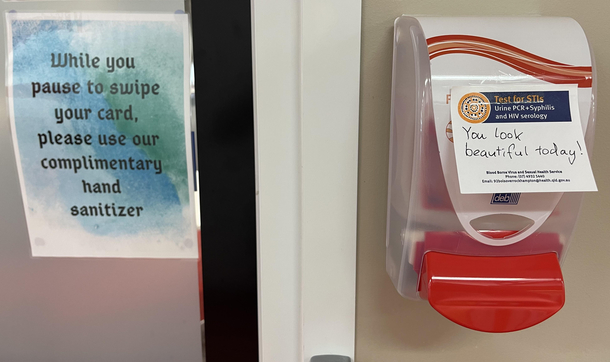 While you
pause to swipe
your card,
please use our
complimentary
hand
sanitizer
Test for STIs
Urine PCR+Syphilis
and HIV serology
You look
beautiful today!
Blood Borne Virus and Sexual Health Service
deb